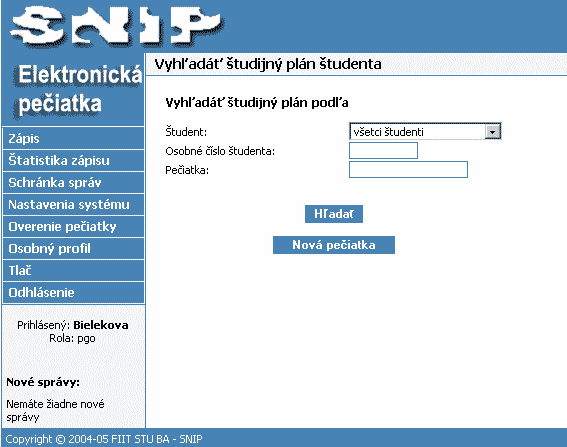 SNIP
Elektronická
pečiatka
Zápis
Štatistika zápisu
Schránka správ
Nastavenia systému
Overenie pečiatky
Osobný profil
Tlač
Odhlásenie
Prihlásený: Bielekova
Rola: pgo
Nové správy:
Nemáte žiadne nové
správy
Vyhľadáť študijný plán študenta
Vyhľadáť študijný plán podľa
Študent: všetci študenti
Osobné číslo študenta:
Pečiatka:
Hľadať
Nová pečiatka
Copyright © 2004-05 FIIT STU BA - SNIP